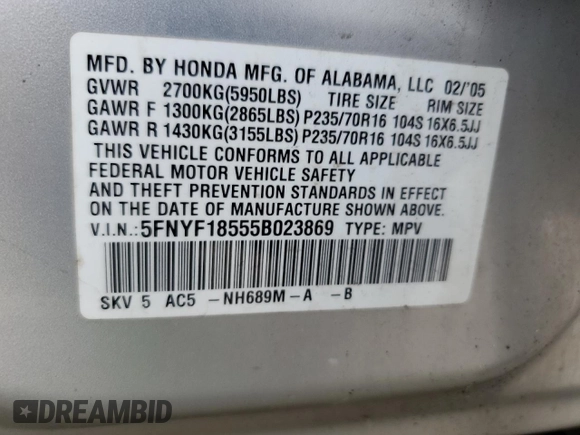 MFD. BY HONDA MFG. OF ALABAMA, LLC 02/'05
GVWR 2700KG(5950LBS) TIRE SIZE RIM SIZE
GAWR F 1300KG(2865LBS) P235/70R16 104S 16X6.5JJ
GAWR R 1430KG(3155LBS) P235/70R16 104S 16X6.5JJ
THIS VEHICLE CONFORMS TO ALL APPLICABLE
FEDERAL MOTOR VEHICLE SAFETY
AND THEFT PREVENTION STANDARDS IN EFFECT
ON THE DATE OF MANUFACTURE SHOWN ABOVE.
V.I.N.: 5FNYF18555B023869 TYPE: MPV
SKV 5 AC5 -NH689M-A -B
DREAMBID